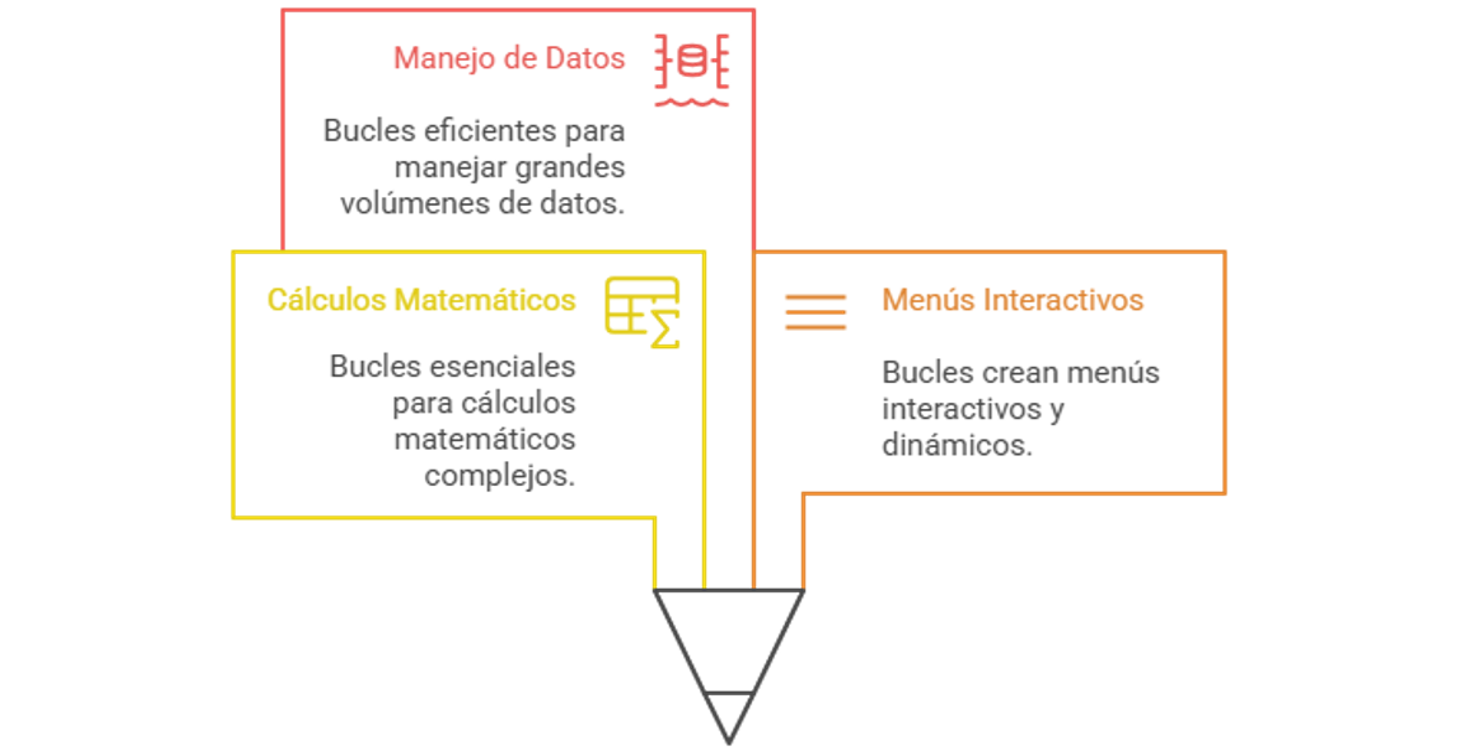 Manejo de Datos
Bucles eficientes para
manejar grandes
volúmenes de datos.
Cálculos Matemáticos
Bucles esenciales
para cálculos
matemáticos
complejos.
Menús Interactivos
Bucles crean menús
interactivos y
dinámicos.